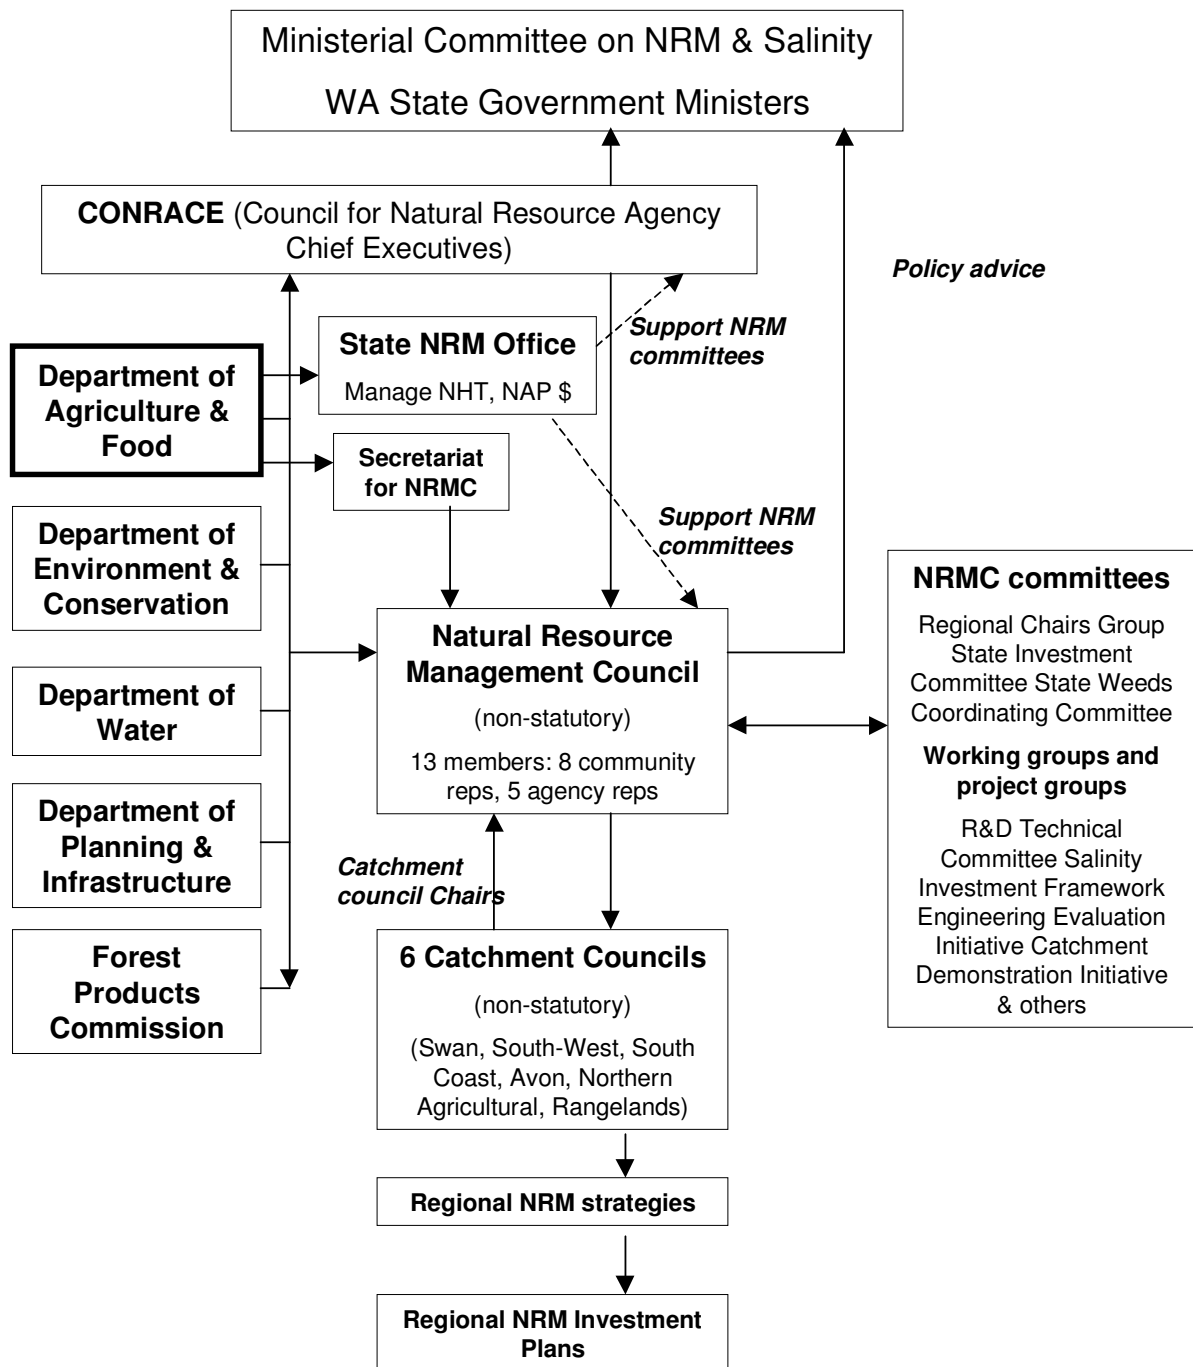 Ministerial Committee on NRM & Salinity
WA State Government Ministers
CONRACE (Council for Natural Resource Agency
Chief Executives)
Policy advice
Support NRM
committees
State NRM Office
Manage NHT, NAP $
Department of
Agriculture &
Food
Secretariat
for NRMC
Support NRM
committees
Department of
Environment &
Conservation
NRMC committees
Regional Chairs Group
State Investment
Committee State Weeds
Coordinating Committee
Working groups and
project groups
R&D Technical
Committee Salinity
Investment Framework
Engineering Evaluation
Initiative Catchment
Demonstration Initiative
& others
Natural Resource
Management Council
(non-statutory)
13 members: 8 community
reps, 5 agency reps
Department of
Water
Department of
Planning &
Infrastructure
Catchment
council Chairs
Forest
Products
Commission
6 Catchment Councils
(non-statutory)
(Swan, South-West, South
Coast, Avon, Northern
Agricultural, Rangelands)
Regional NRM strategies
Regional NRM Investment
Plans